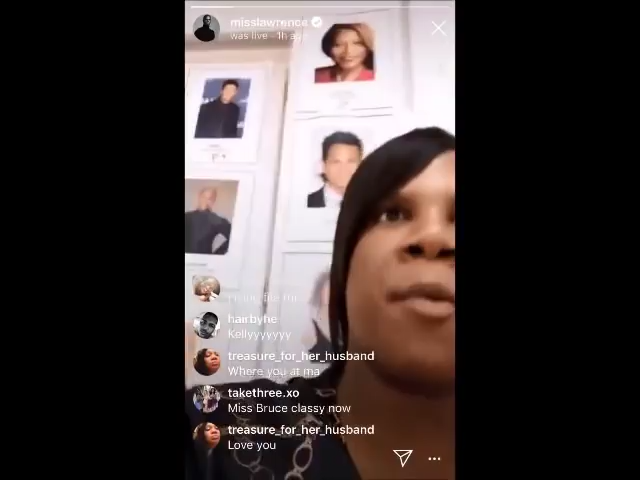 misslawrence
was live · 1h ago
hairbyhe
Kellyyyyyyy
treasure_for_her_husband
Where you at ma
takethree.xo
Miss Bruce classy now
treasure_for_her_husband
Love you